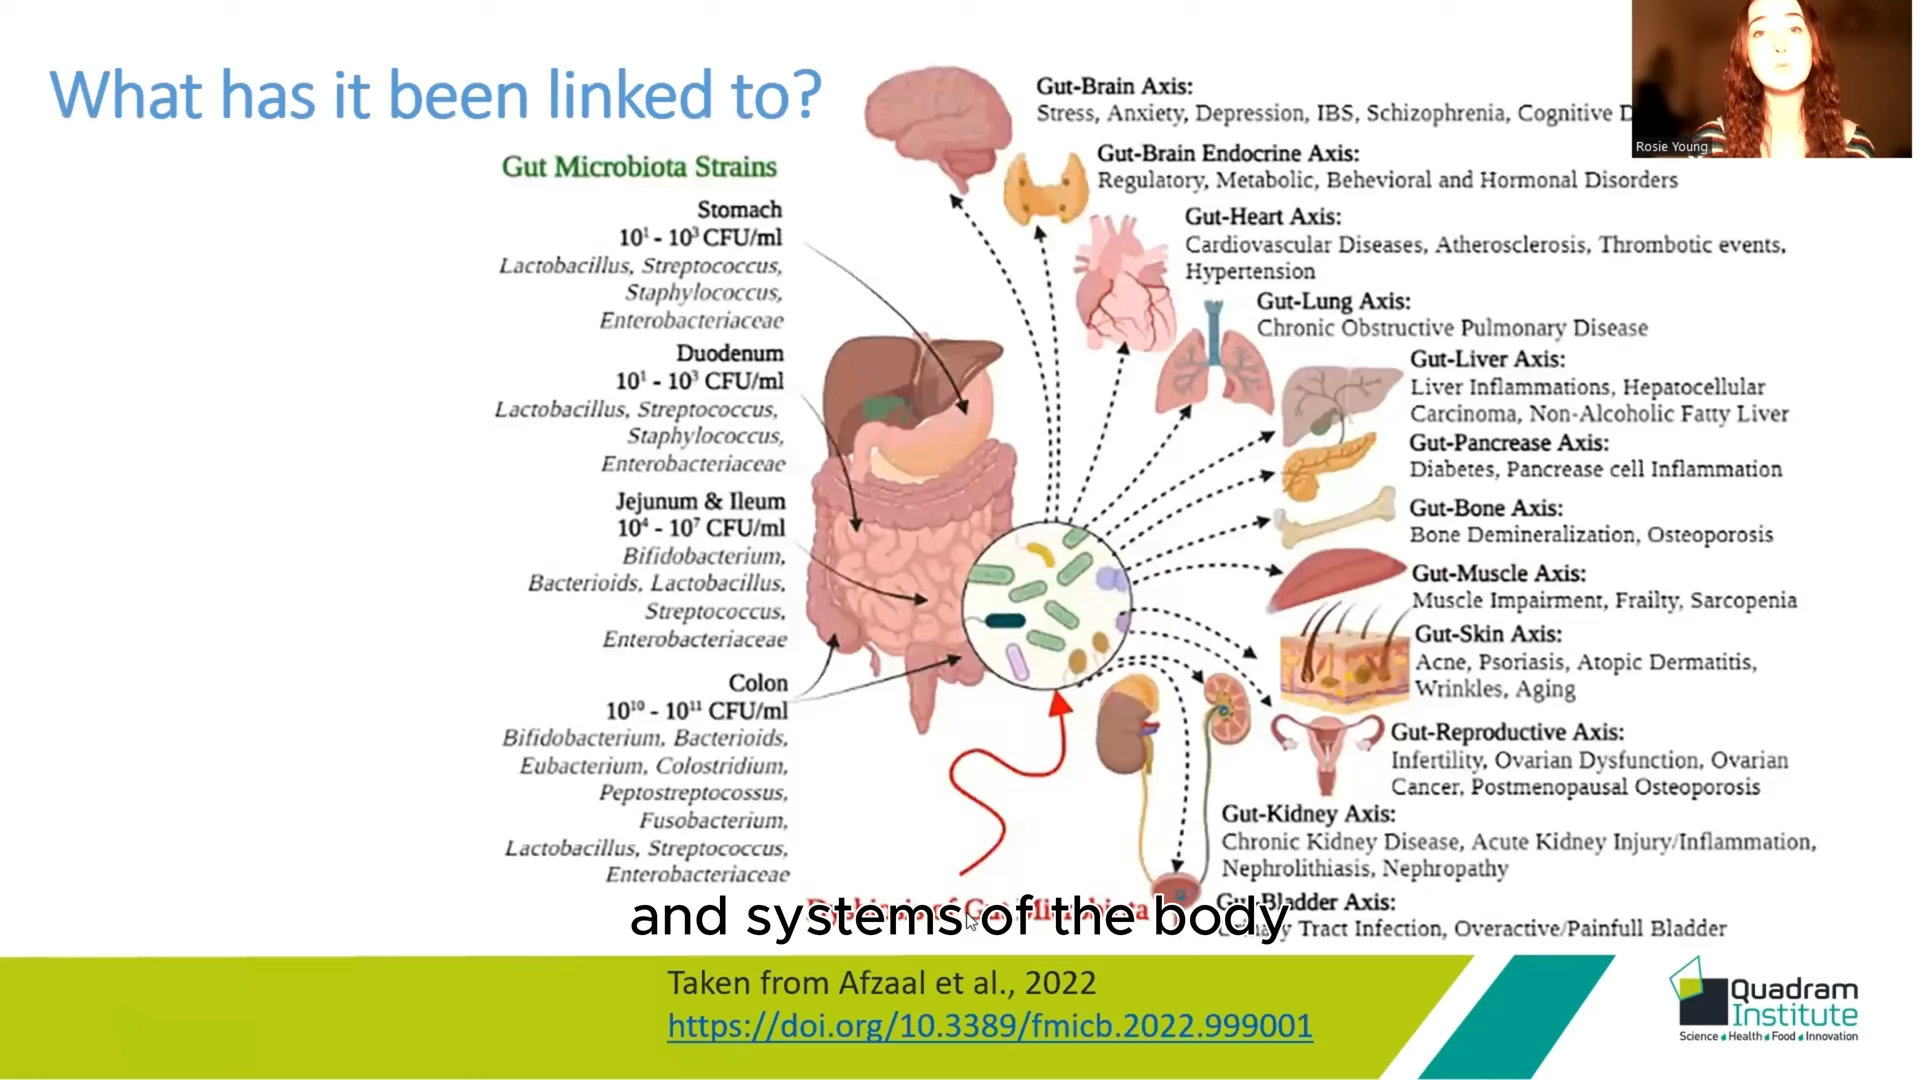 What has it been linked to?
Gut Microbiota Strains
Stomach
10¹ - 10³ CFU/ml
Lactobacillus, Streptococcus,
Staphylococcus,
Enterobacteriaceae
Duodenum
10¹ - 10³ CFU/ml
Lactobacillus, Streptococcus,
Staphylococcus,
Enterobacteriaceae
Jejunum & Ileum
10⁴ - 10⁷ CFU/ml
Bifidobacterium,
Bacterioids, Lactobacillus,
Streptococcus,
Enterobacteriaceae
Colon
10¹⁰ - 10¹¹ CFU/ml
Bifidobacterium, Bacterioids,
Eubacterium, Colostridium,
Peptostreptocossus,
Fusobacterium,
Lactobacillus, Streptococcus,
Enterobacteriaceae
Gut-Brain Axis:
Stress, Anxiety, Depression, IBS, Schizophrenia, Cognitive
Gut-Brain Endocrine Axis:
Regulatory, Metabolic, Behevioral and Hormonal Disorders
Gut-Heart Axis:
Cardiovascular Diseases, Atherosclerosis, Thrombotic events,
Hypertension
Gut-Lung Axis:
Chronic Obstructive Pulmonary Disease
Gut-Liver Axis:
Liver Inflammations, Hepatocellular
Carcinoma, Non-Alcoholic Fatty Liver
Gut-Pancrease Axis:
Diabetes, Pancrease cell Inflammation
Gut-Bone Axis:
Bone Demineralization, Osteoporosis
Gut-Muscle Axis:
Muscle Impairment, Frailty, Sarcopenia
Gut-Skin Axis:
Acne, Psoriasis, Atopic Dermatitis,
Wrinkles, Aging
Gut-Reproductive Axis:
Infertility, Ovarian Dysfunction, Ovarian
Cancer, Postmenopausal Osteoporosis
Gut-Kidney Axis:
Chronic Kidney Disease, Acute Kidney Injury/Inflammation,
Nephrolithiasis, Nephropathy
Gut-Bladder Axis:
Tract Infection, Overactive/Painfull Bladder
Gut Microbiota
and systems of the body
Rosie Young
Taken from Afzaal et al., 2022
https://doi.org/10.3389/fmicb.2022.999001
Quadram
Institute
Science Health Food Innovation